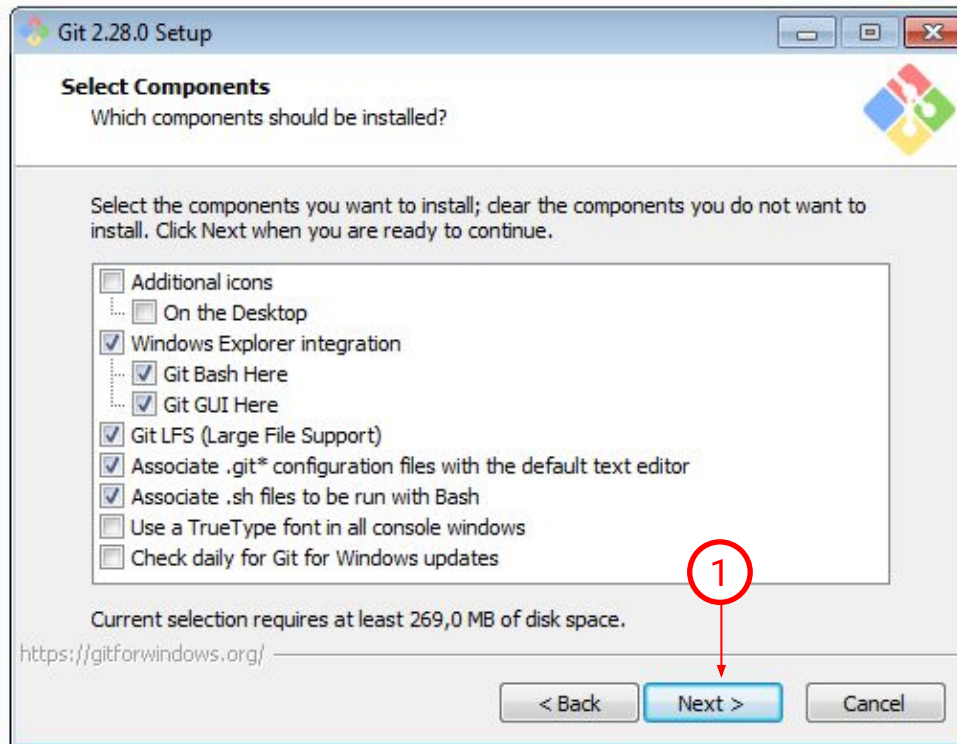 Git 2.28.0 Setup
Select Components
Which components should be installed?
Select the components you want to install; clear the components you do not want to
install. Click Next when you are ready to continue.
Additional icons
On the Desktop
Windows Explorer integration
Git Bash Here
Git GUI Here
Git LFS (Large File Support)
Associate .git* configuration files with the default text editor
Associate .sh files to be run with Bash
Use a TrueType font in all console windows
Check daily for Git for Windows updates
1
Current selection requires at least 269,0 MB of disk space.
https://gitforwindows.org/
< Back Next > Cancel